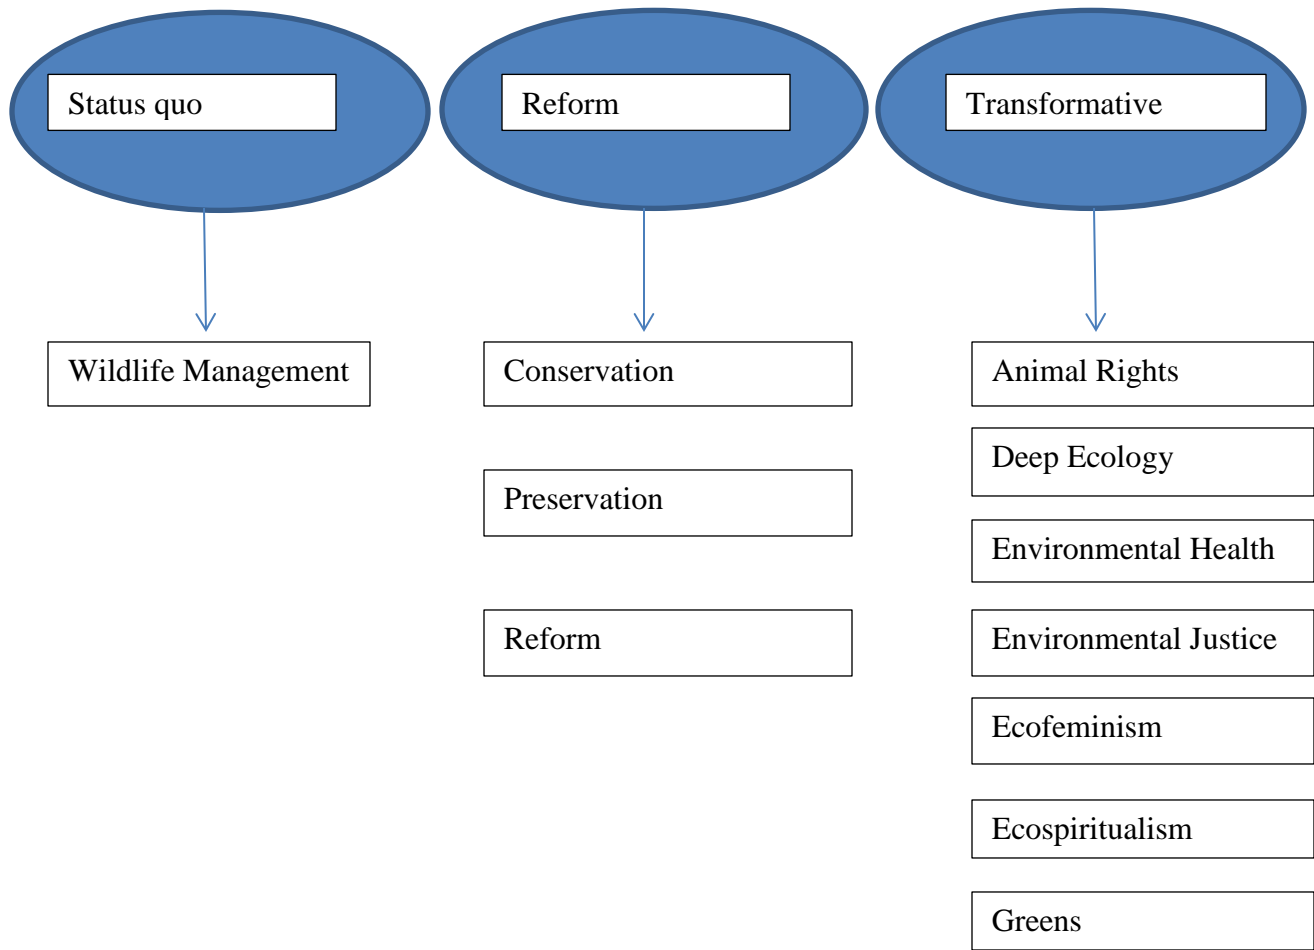 Status quo
Reform
Transformative
Wildlife Management
Conservation
Animal Rights
Deep Ecology
Preservation
Environmental Health
Reform
Environmental Justice
Ecofeminism
Ecospiritualism
Greens